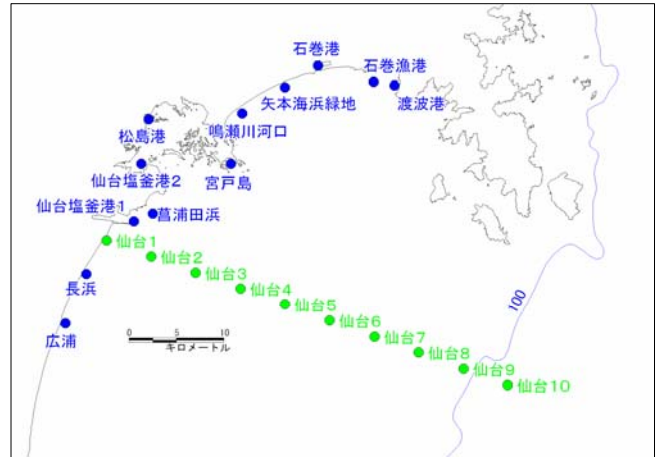 石巻港
石巻漁港
渡波港
矢本海浜緑地
鳴瀬川河口
松島港
仙台塩釜港2
宮戸島
仙台塩釜港1
菖浦田浜
仙台1
仙台2
仙台3
長浜
仙台4
仙台5
100
広浦
仙台6
0 5 10
キロメートル
仙台7
仙台8
仙台9
仙台10